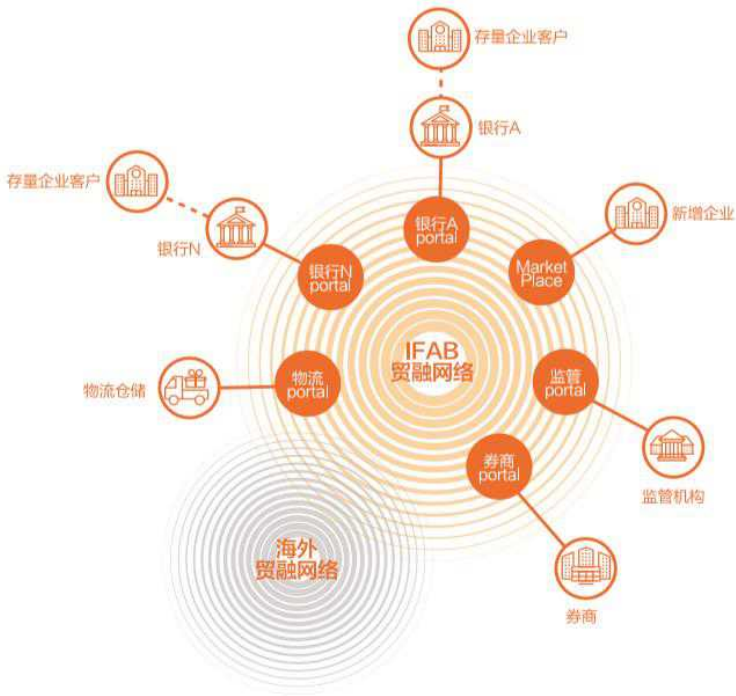 存量企业客户
银行A
存量企业客户
银行N
新增企业
银行A
portal
银行N
portal
Market
Place
IFAB
贸融网络
物流仓储
物流
portal
监管
portal
券商
portal
监管机构
海外
贸融网络
券商